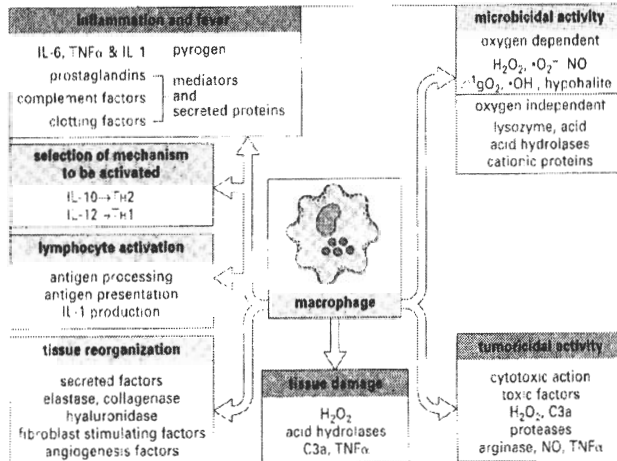 inflammation and fever
IL-6, TNFα & IL 1 pyrogen
prostaglandins
complement factors
clotting factors
mediators
and
secreted proteins
selection of mechanism
to be activated
IL-10→TH2
IL-12→TH1
lymphocyte activation
antigen processing
antigen presentation
IL-1 production
tissue reorganization
secreted factors
elastase, collagenase
hyaluronidase
fibroblast stimulating factors
angiogenesis factors
macrophage
tissue damage
H₂O₂
acid hydrolases
C3a, TNFα
microbicidal activity
oxygen dependent
H₂O₂, •O₂⁻ NO
¹gO₂, •OH, hypohalite
oxygen independent
lysozyme, acid
acid hydrolases
cationic proteins
tumoricidal activity
cytotoxic action
toxic factors
H₂O₂, C3a
proteases
arginase, NO, TNFα